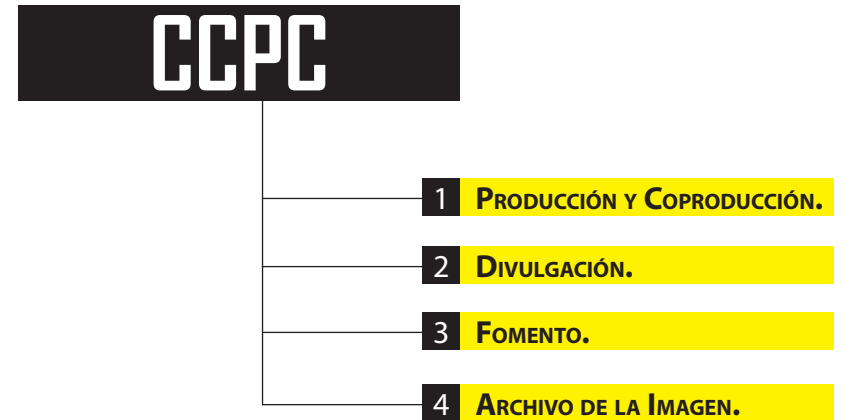 CCPC
1 Producción y Coproducción.
2 Divulgación.
3 Fomento.
4 Archivo de la Imagen.